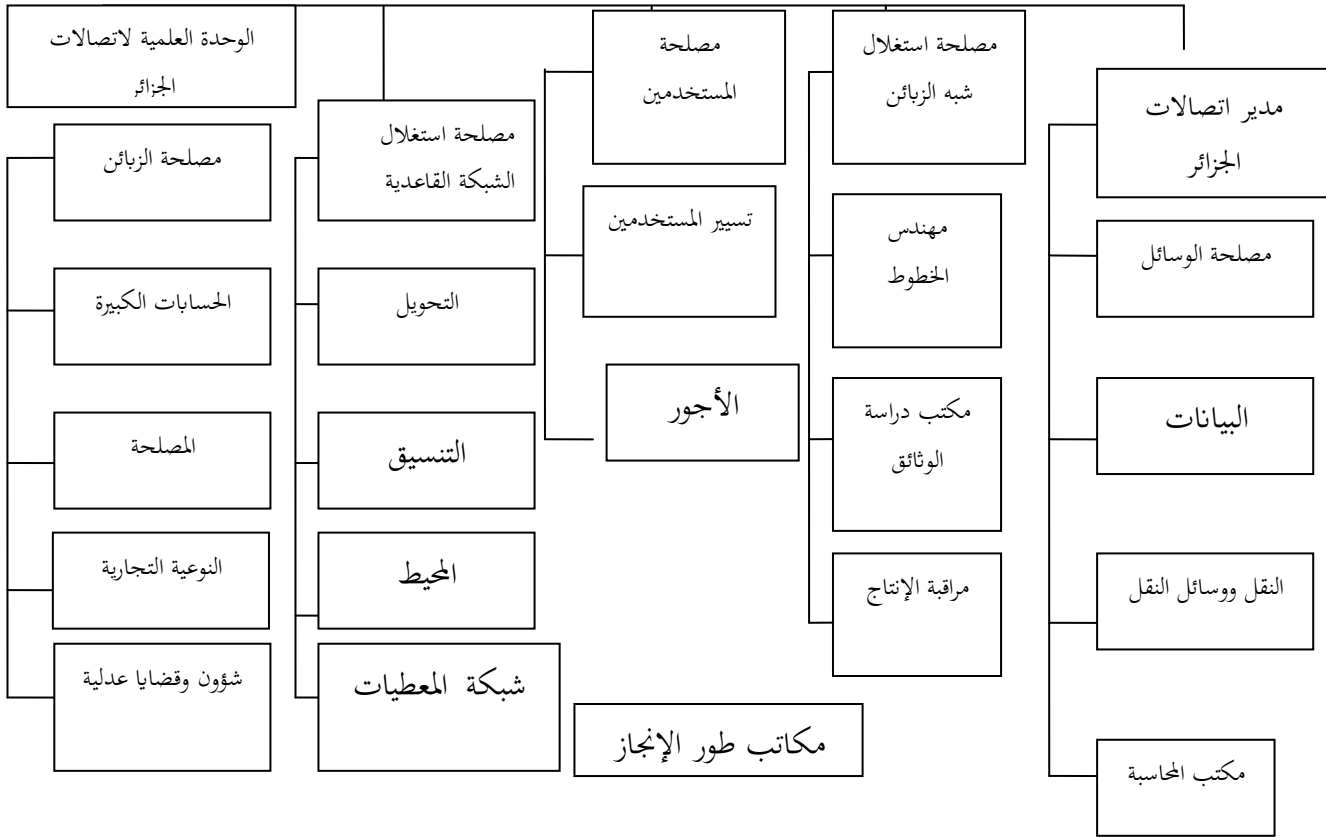 مدير اتصالات
الجزائر
مصلحة الوسائل
البيانات
النقل ووسائل النقل
مكتب المحاسبة
مصلحة استغلال
شبه الزبائن
مهندس
الخطوط
مكتب دراسة
الوثائق
مراقبة الإنتاج
مصلحة
المستخدمين
تسيير المستخدمين
الأجور
مكاتب طور الإنجاز
مصلحة استغلال
الشبكة القاعدية
التحويل
التنسيق
المحيط
شبكة المعطيات
الوحدة العلمية لاتصالات
الجزائر
مصلحة الزبائن
الحسابات الكبيرة
المصلحة
النوعية التجارية
شؤون وقضايا عدلية